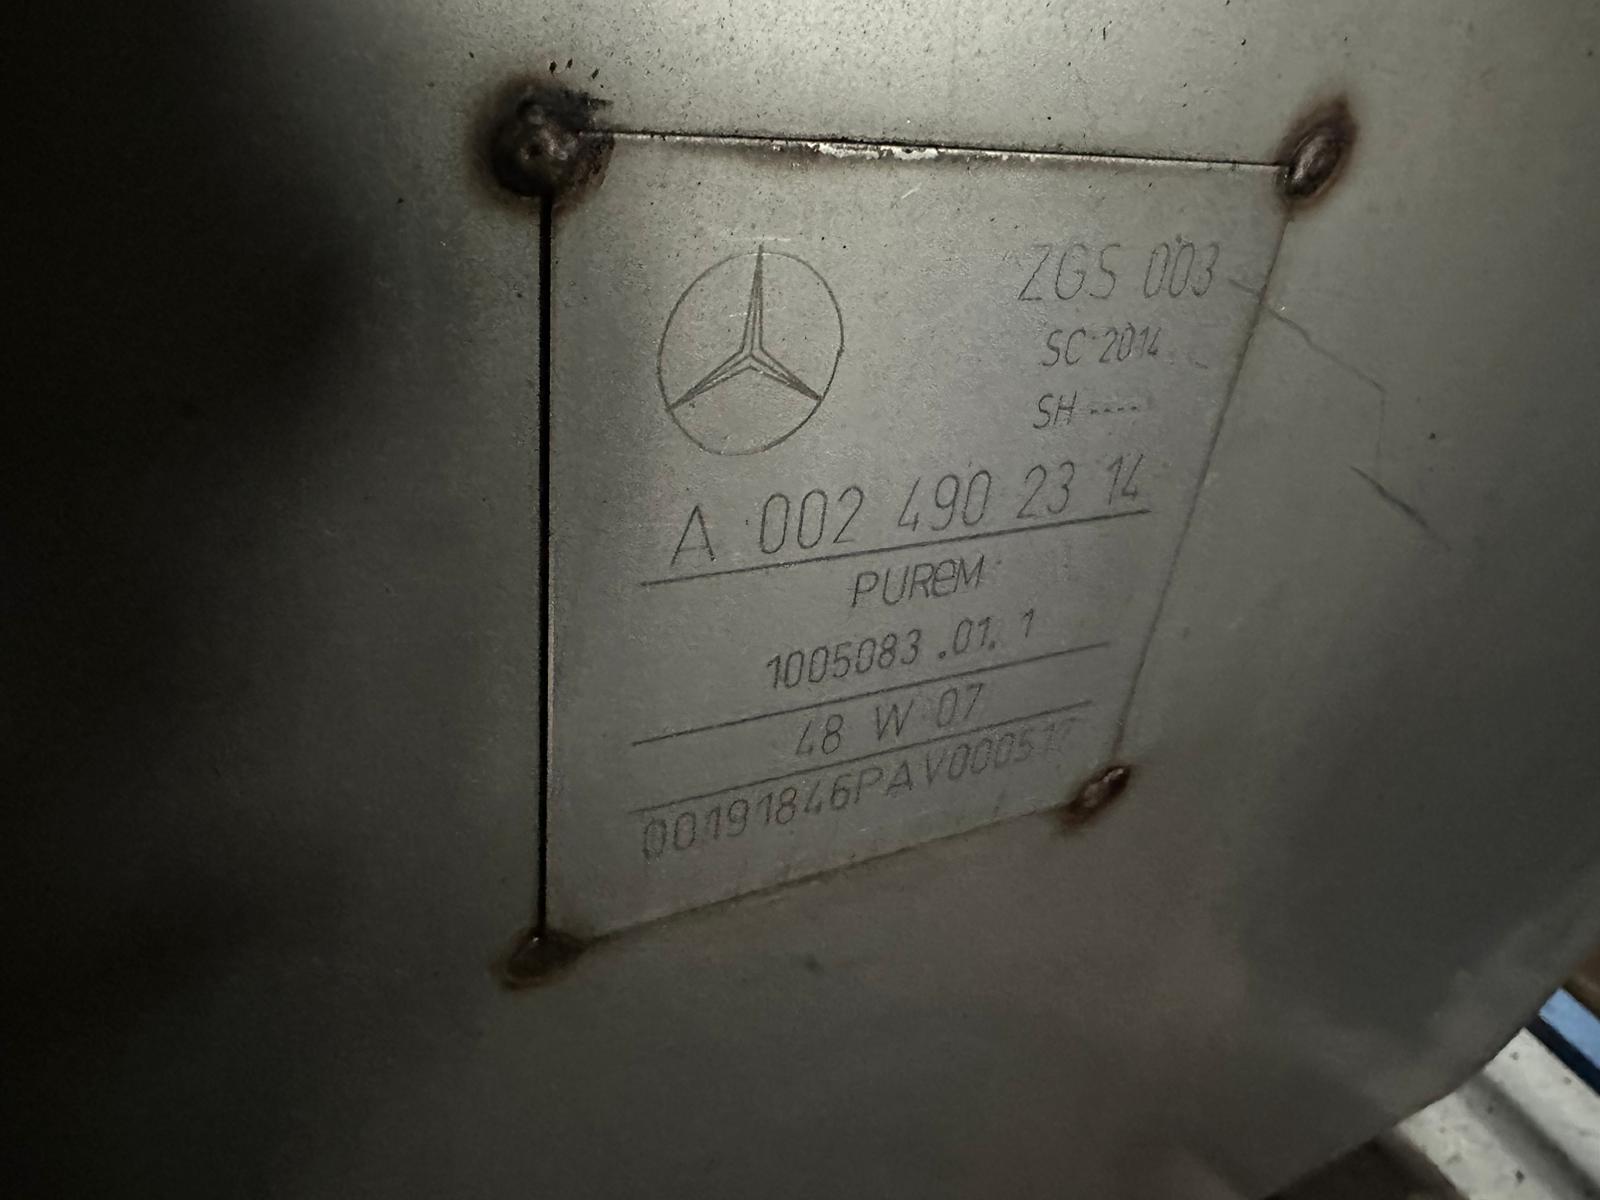 ZGS 003
SC 2014
SH ----
A 002 490 23 14
PUREM
1005083 .01. 1
48 W 07